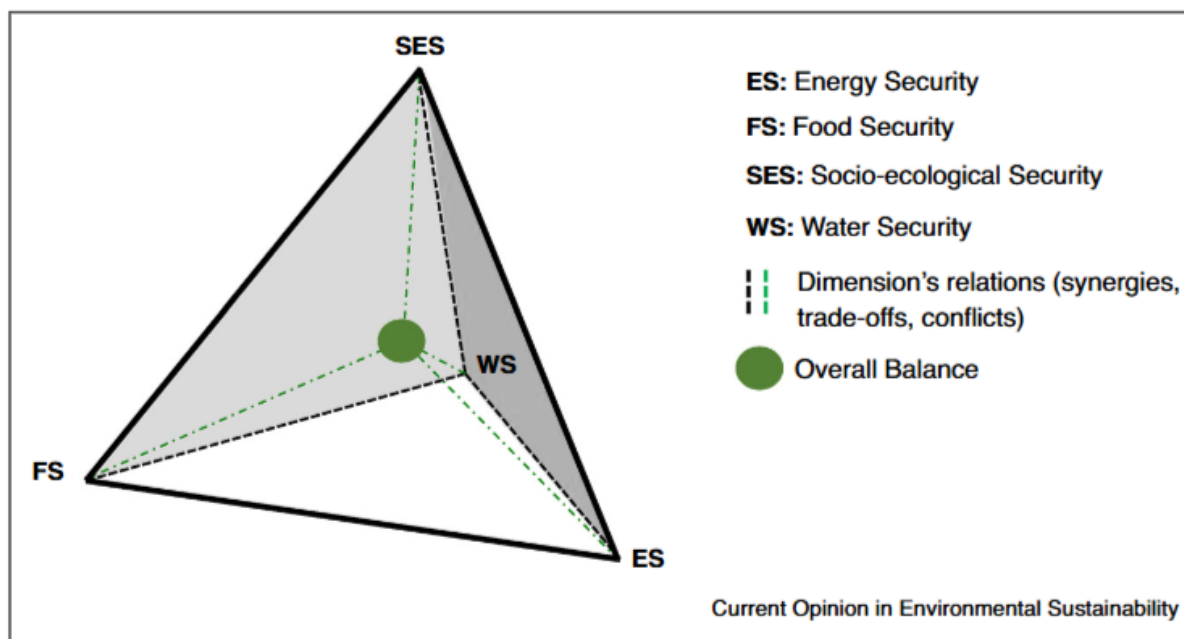 SES
ES: Energy Security
FS: Food Security
SES: Socio-ecological Security
WS: Water Security
Dimension's relations (synergies,
trade-offs, conflicts)
Overall Balance
WS
FS
ES
Current Opinion in Environmental Sustainability